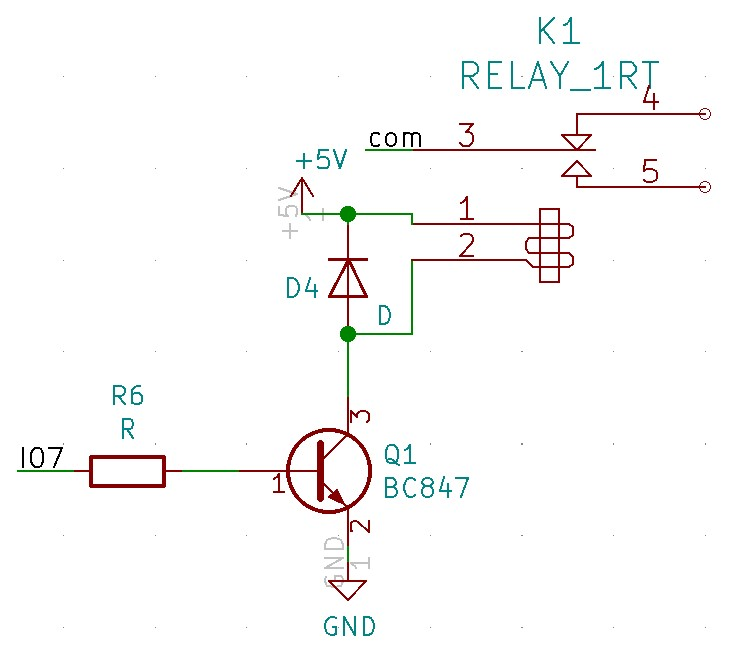 K1
RELAY_1RT
4
com
3
+5V
+5V
1
5
1
2
D4
D
R6
R
3
IO7
1
Q1
BC847
2
GND
1
GND